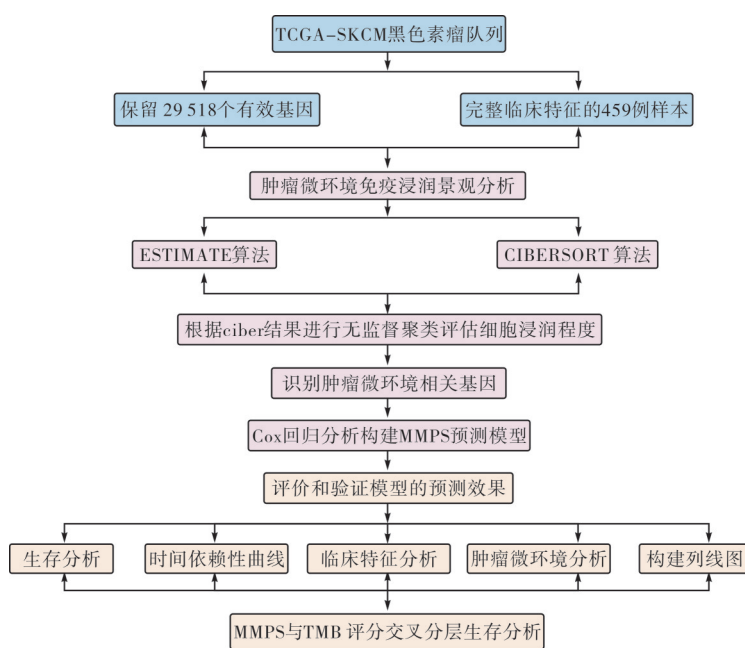 TCGA-SKCM黑色素瘤队列
保留 29 518个有效基因
完整临床特征的459例样本
肿瘤微环境免疫浸润景观分析
ESTIMATE算法
CIBERSORT 算法
根据ciber结果进行无监督聚类评估细胞浸润程度
识别肿瘤微环境相关基因
Cox回归分析构建MMPS预测模型
评价和验证模型的预测效果
生存分析
时间依赖性曲线
临床特征分析
肿瘤微环境分析
构建列线图
MMPS与TMB 评分交叉分层生存分析